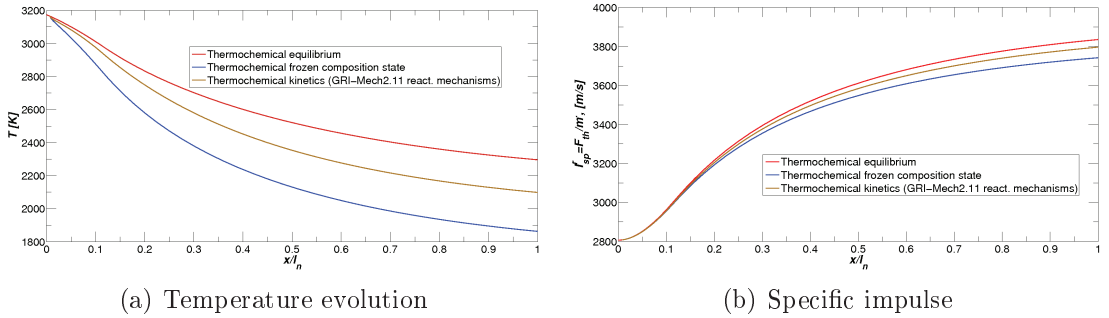 3200
3000
2800
2600
2400
2200
2000
1800
T [K]
Thermochemical equilibrium
Thermochemical frozen composition state
Thermochemical kinetics (GRI−Mech2.11 react. mechanisms)
0 0.1 0.2 0.3 0.4 0.5 0.6 0.7 0.8 0.9 1
x/l_n
(a) Temperature evolution
4000
3800
3600
3400
3200
3000
2800
I_sp=F_th/ṁ, [m/s]
Thermochemical equilibrium
Thermochemical frozen composition state
Thermochemical kinetics (GRI−Mech2.11 react. mechanisms)
0 0.1 0.2 0.3 0.4 0.5 0.6 0.7 0.8 0.9 1
x/l_n
(b) Specific impulse